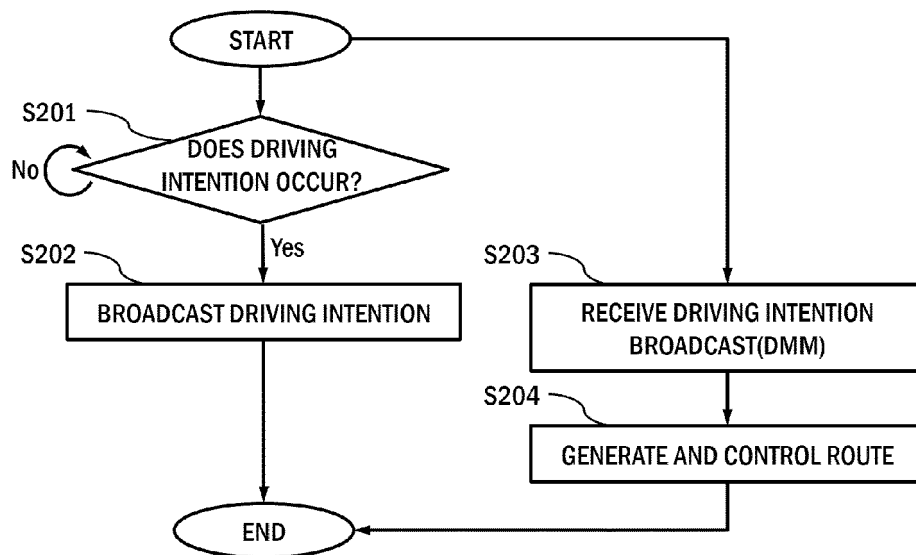 START
S201
DOES DRIVING
INTENTION OCCUR?
No
Yes
S202
BROADCAST DRIVING INTENTION
S203
RECEIVE DRIVING INTENTION
BROADCAST(DMM)
S204
GENERATE AND CONTROL ROUTE
END